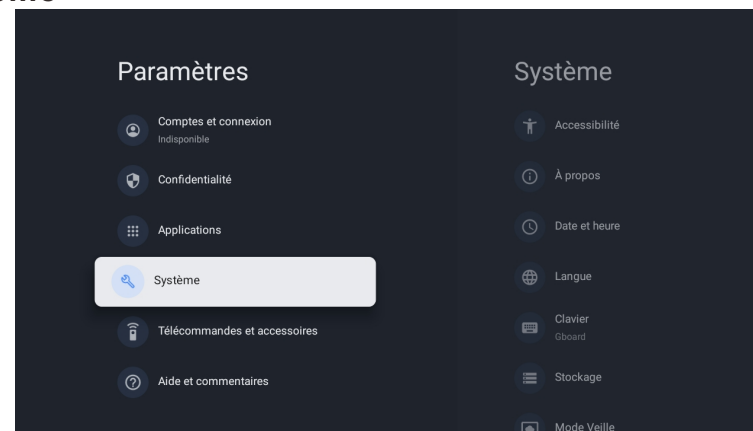 Paramètres
Comptes et connexion
Indisponible
Confidentialité
Applications
Système
Télécommandes et accessoires
Aide et commentaires
Système
Accessibilité
À propos
Date et heure
Langue
Clavier
Gboard
Stockage
Mode Veille